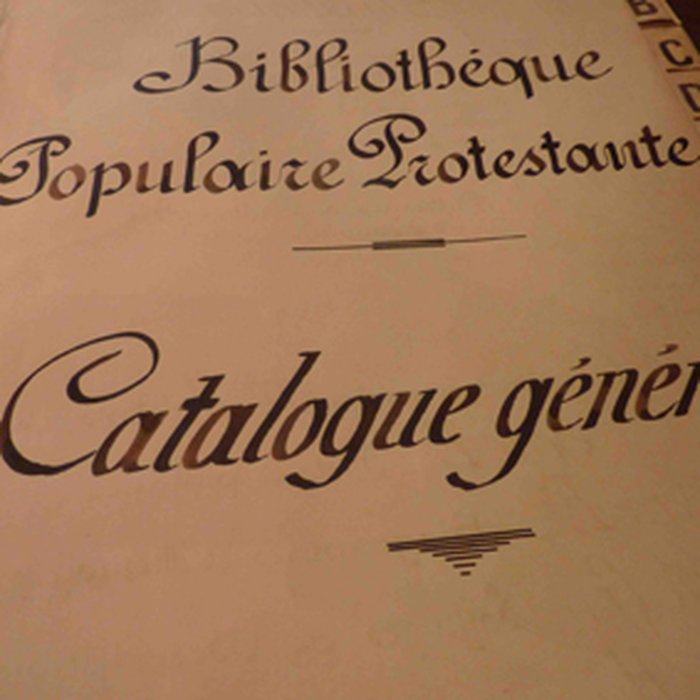 Bibliothéque
Populaire Protestante
Catalogue génér
B
C